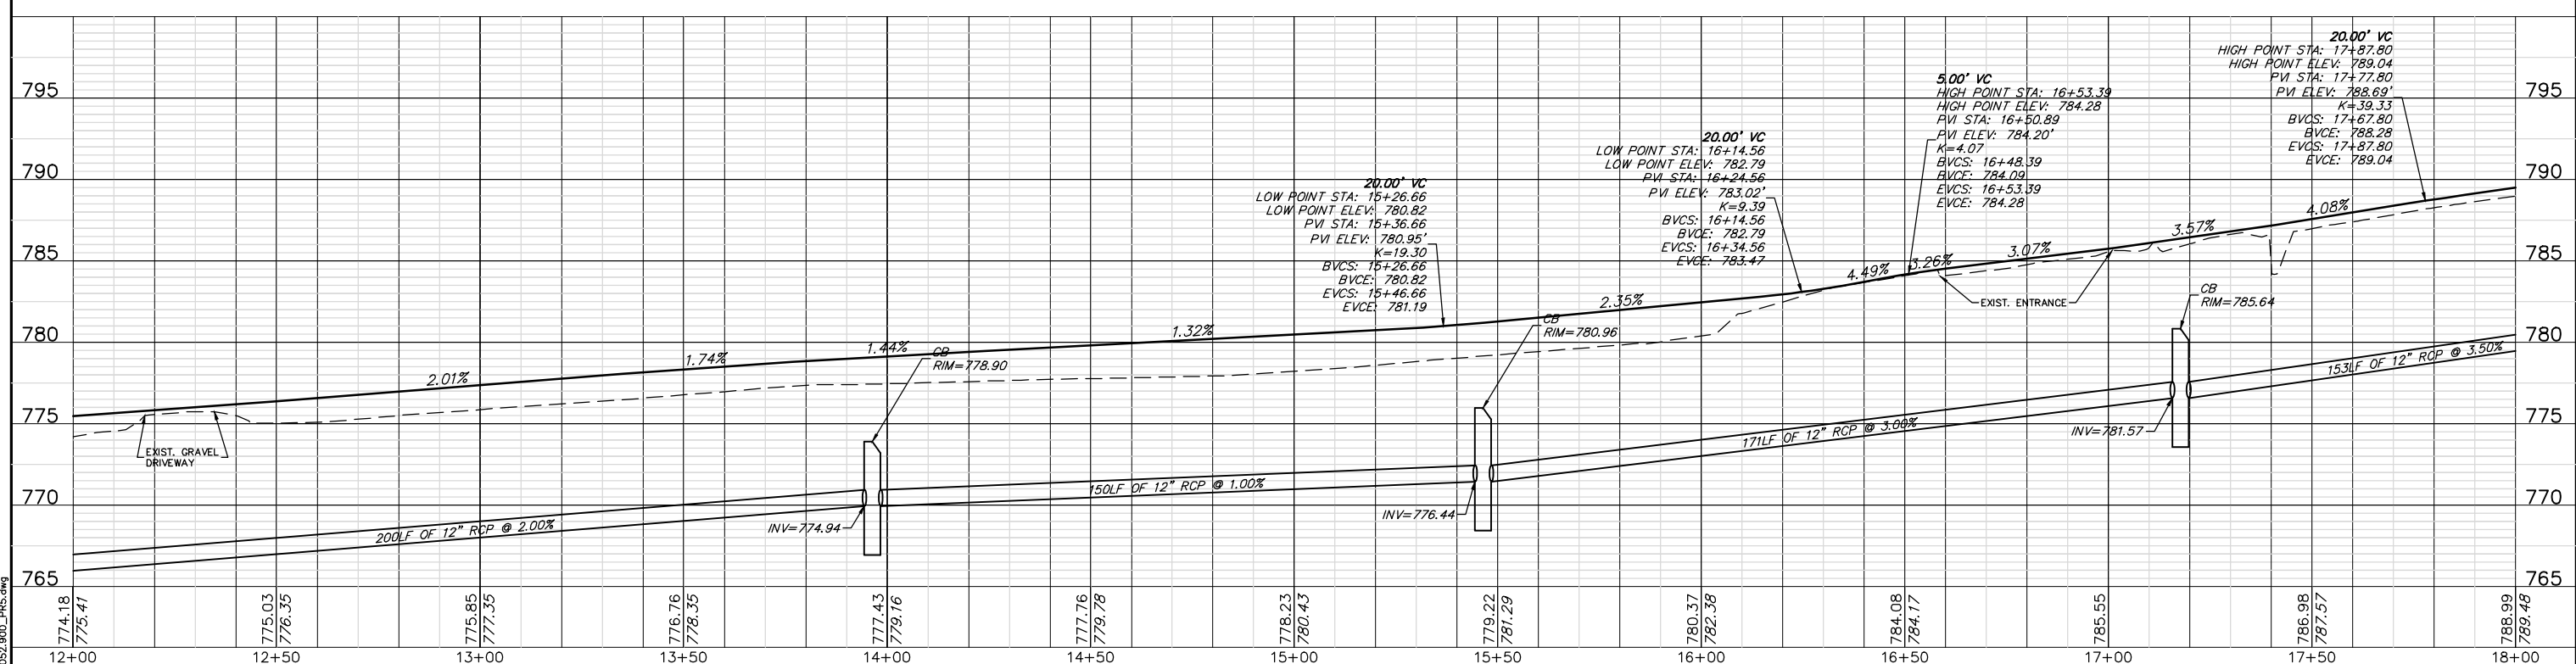 20.00' VC
HIGH POINT STA: 17+87.80
HIGH POINT ELEV: 789.04
PVI STA: 17+77.80
PVI ELEV: 788.69'
K=39.33
BVCS: 17+67.80
BVCE: 788.28
EVCS: 17+87.80
EVCE: 789.04
5.00' VC
HIGH POINT STA: 16+53.39
HIGH POINT ELEV: 784.28
PVI STA: 16+50.89
PVI ELEV: 784.20'
K=4.07
BVCS: 16+48.39
BVCE: 784.09
EVCS: 16+53.39
EVCE: 784.28
20.00' VC
LOW POINT STA: 16+14.56
LOW POINT ELEV: 782.79
PVI STA: 16+24.56
PVI ELEV: 783.02'
K=9.39
BVCS: 16+14.56
BVCE: 782.79
EVCS: 16+34.56
EVCE: 783.47
20.00' VC
LOW POINT STA: 15+26.66
LOW POINT ELEV: 780.82
PVI STA: 15+36.66
PVI ELEV: 780.95'
K=19.30
BVCS: 15+26.66
BVCE: 780.82
EVCS: 15+46.66
EVCE: 781.19
795
790
785
780
775
770
765
795
790
785
780
775
770
765
2.01%
1.74%
1.44%
1.32%
2.35%
4.49%
3.26%
3.07%
3.57%
4.08%
EXIST. GRAVEL
DRIVEWAY
CB
RIM=778.90
CB
RIM=780.96
EXIST. ENTRANCE
CB
RIM=785.64
200LF OF 12" RCP @ 2.00%
INV=774.94
150LF OF 12" RCP @ 1.00%
INV=776.44
171LF OF 12" RCP @ 3.00%
INV=781.57
153LF OF 12" RCP @ 3.50%
774.18
775.41
775.03
776.35
775.85
777.35
776.76
778.35
777.43
779.16
777.76
779.78
778.23
780.43
779.22
781.29
780.37
782.38
784.08
784.17
785.55
786.98
787.57
788.99
789.48
12+00
12+50
13+00
13+50
14+00
14+50
15+00
15+50
16+00
16+50
17+00
17+50
18+00